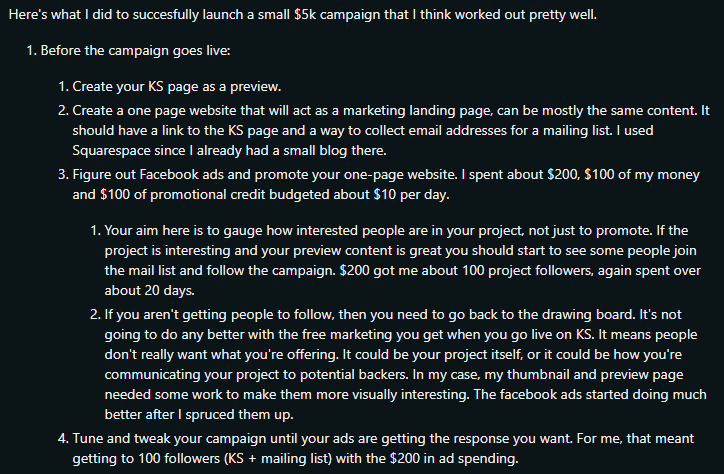 Here's what I did to succesfully launch a small $5k campaign that I think worked out pretty well.
1. Before the campaign goes live:
1. Create your KS page as a preview.
2. Create a one page website that will act as a marketing landing page, can be mostly the same content. It
should have a link to the KS page and a way to collect email addresses for a mailing list. I used
Squarespace since I already had a small blog there.
3. Figure out Facebook ads and promote your one-page website. I spent about $200, $100 of my money
and $100 of promotional credit budgeted about $10 per day.
1. Your aim here is to gauge how interested people are in your project, not just to promote. If the
project is interesting and your preview content is great you should start to see some people join
the mail list and follow the campaign. $200 got me about 100 project followers, again spent over
about 20 days.
2. If you aren't getting people to follow, then you need to go back to the drawing board. It's not
going to do any better with the free marketing you get when you go live on KS. It means people
don't really want what you're offering. It could be your project itself, or it could be how you're
communicating your project to potential backers. In my case, my thumbnail and preview page
needed some work to make them more visually interesting. The facebook ads started doing much
better after I spruced them up.
4. Tune and tweak your campaign until your ads are getting the response you want. For me, that meant
getting to 100 followers (KS + mailing list) with the $200 in ad spending.